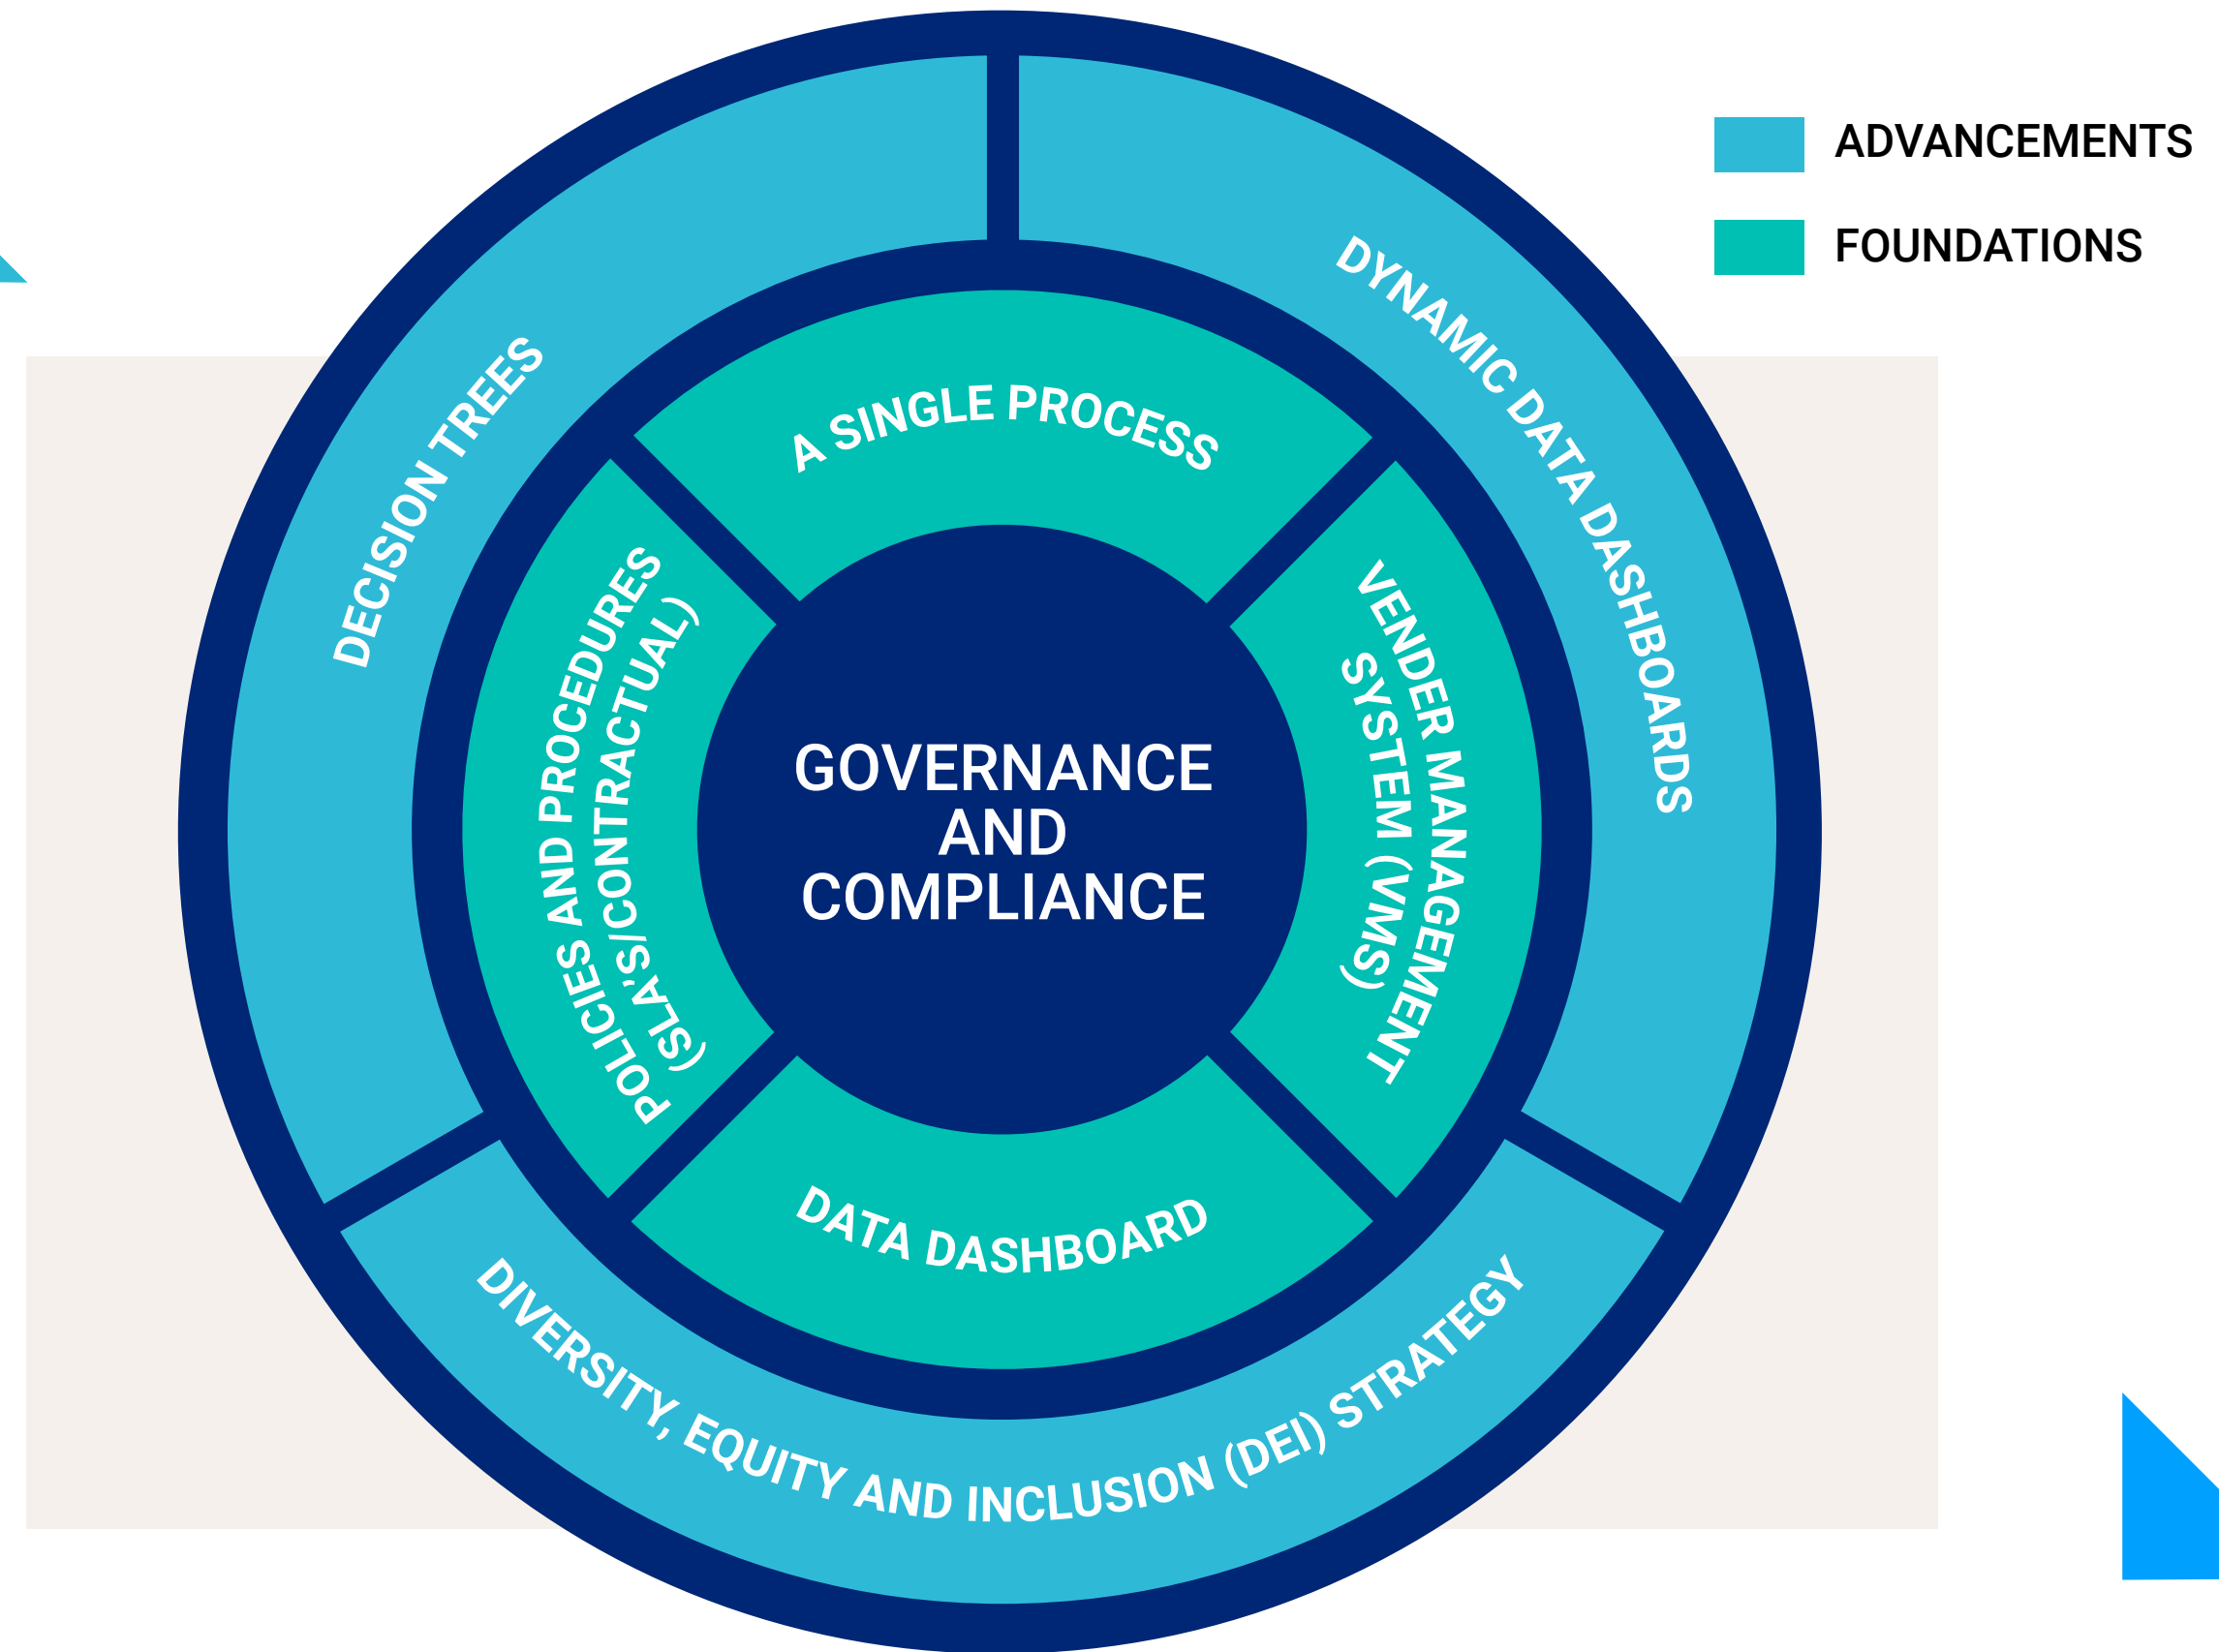 ADVANCEMENTS
FOUNDATIONS
DECISION TREES
DYNAMIC DATA DASHBOARDS
A SINGLE PROCESS
POLICIES AND PROCEDURES
(SLA'S/CONTRACTUAL)
VENDER MANAGEMENT
SYSTEM (VMS)
GOVERNANCE
AND
COMPLIANCE
DATA DASHBOARD
DIVERSITY, EQUITY AND INCLUSION (DEI) STRATEGY